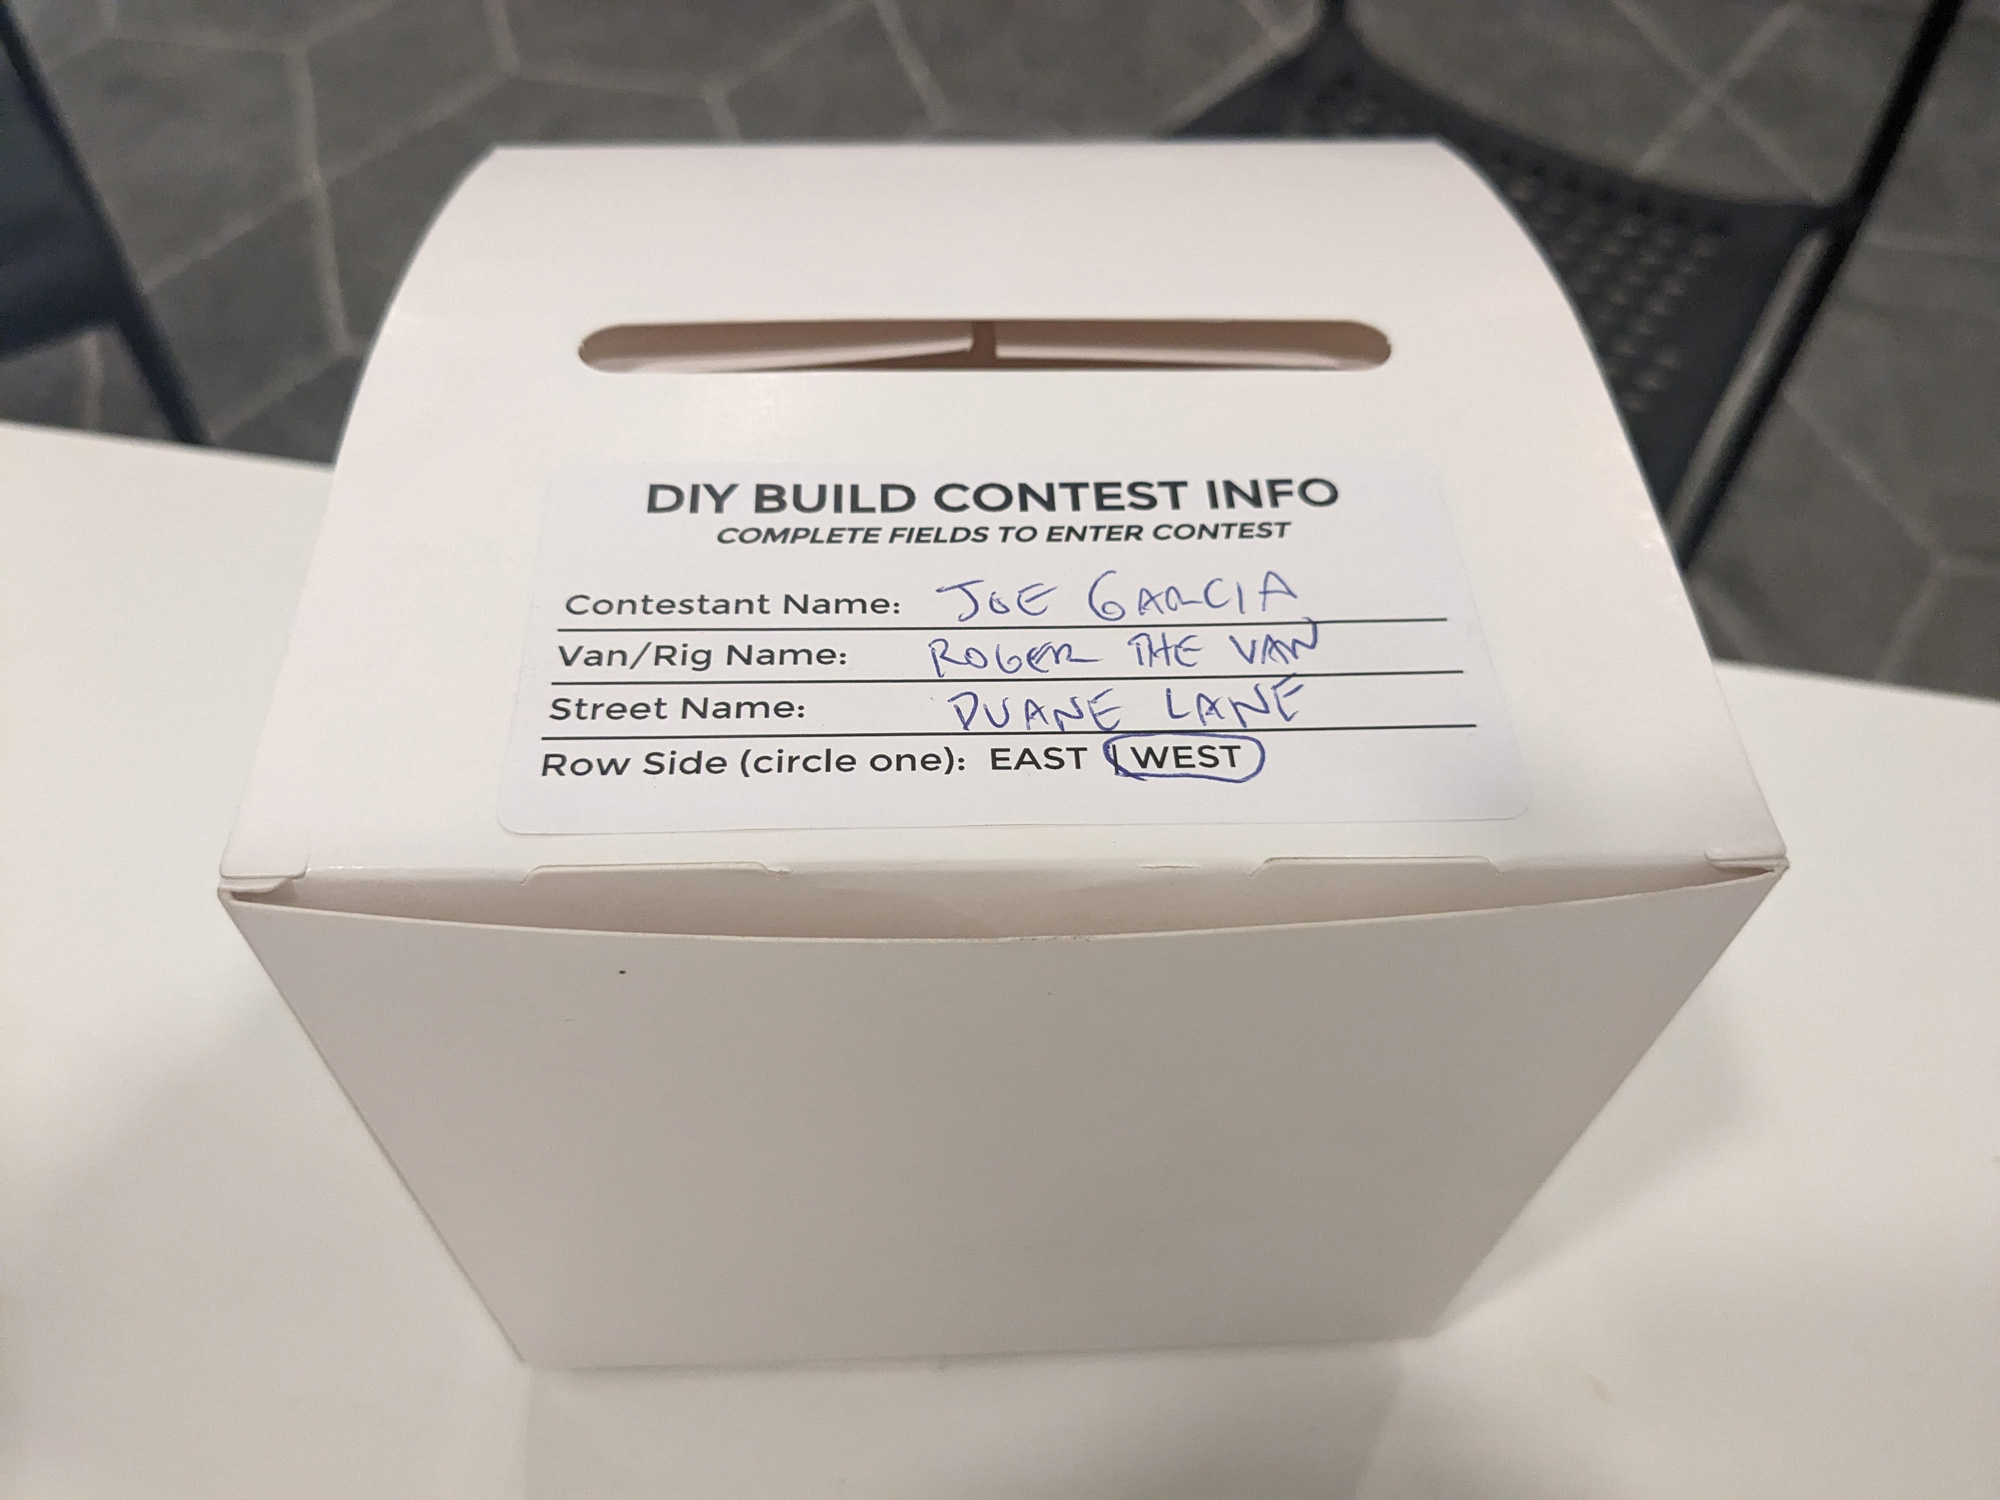 DIY BUILD CONTEST INFO
COMPLETE FIELDS TO ENTER CONTEST
Contestant Name: JOE GARCIA
Van/Rig Name: ROGER THE VAN
Street Name: DUANE LANE
Row Side (circle one): EAST | WEST